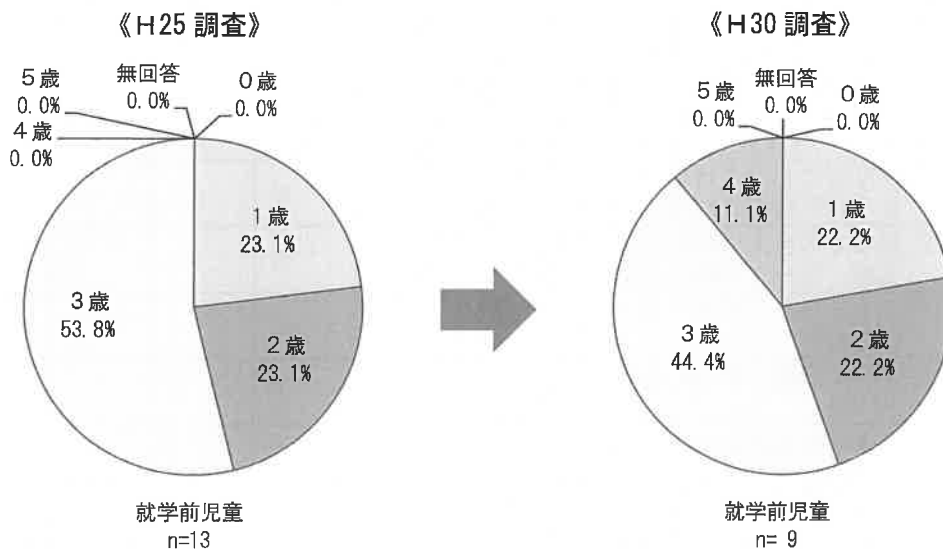 《H25 調査》
5歳
0.0%
無回答
0.0%
0歳
0.0%
4歳
0.0%
1歳
23.1%
3歳
53.8%
2歳
23.1%
就学前児童
n=13
《H30 調査》
5歳
0.0%
無回答
0.0%
0歳
0.0%
4歳
11.1%
1歳
22.2%
3歳
44.4%
2歳
22.2%
就学前児童
n= 9